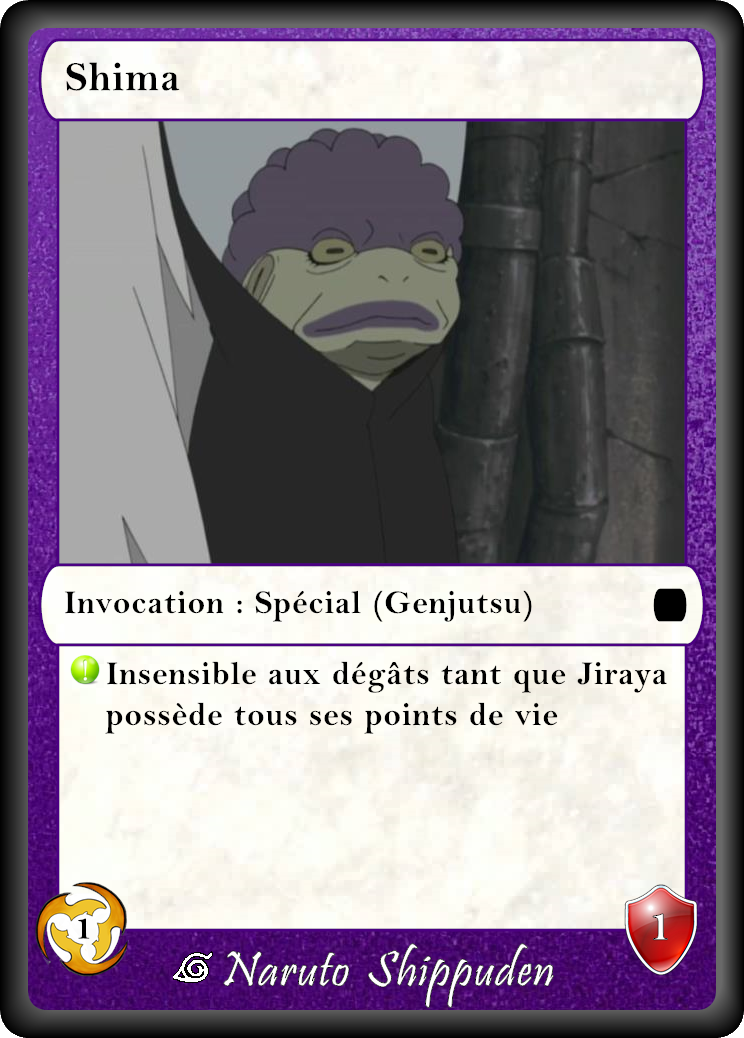 Shima
Invocation : Spécial (Genjutsu)
! Insensible aux dégâts tant que Jiraya
possède tous ses points de vie
1
1
Naruto Shippuden